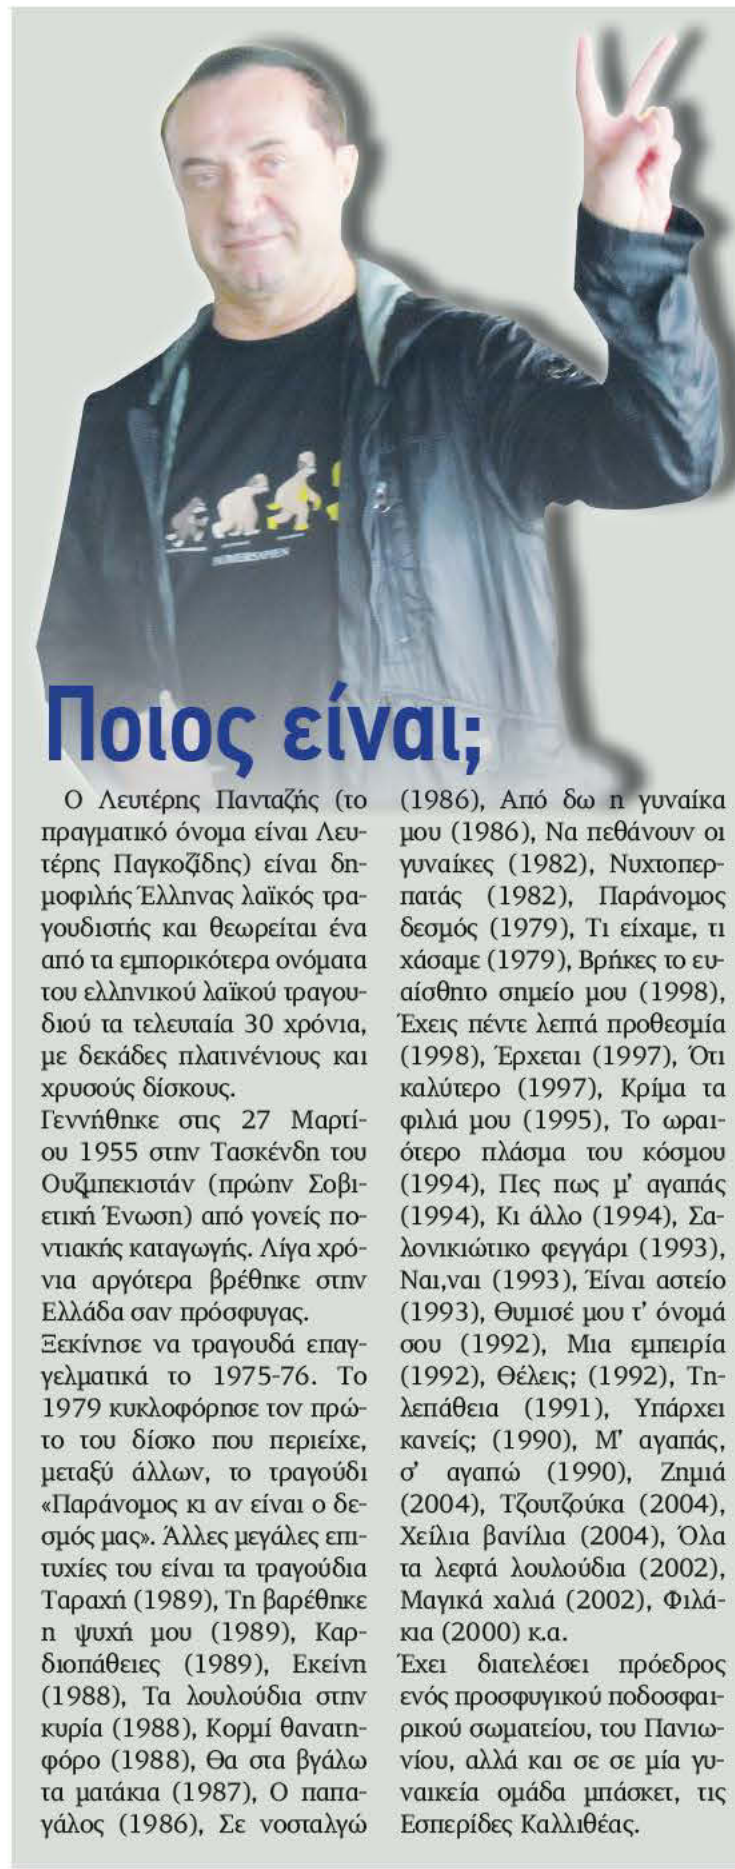 HOMERSAPIEN
Ποιος είναι;
Ο Λευτέρης Πανταζής (το
πραγματικό όνομα είναι Λευ-
τέρης Παγκοζίδης) είναι δη-
μοφιλής Έλληνας λαϊκός τρα-
γουδιστής και θεωρείται ένα
από τα εμπορικότερα ονόματα
του ελληνικού λαϊκού τραγου-
διού τα τελευταία 30 χρόνια,
με δεκάδες πλατινένιους και
χρυσούς δίσκους.
Γεννήθηκε στις 27 Μαρτί-
ου 1955 στην Τασκένδη του
Ουζμπεκιστάν (πρώην Σοβι-
ετική Ένωση) από γονείς πο-
ντιακής καταγωγής. Λίγα χρό-
νια αργότερα βρέθηκε στην
Ελλάδα σαν πρόσφυγας.
Ξεκίνησε να τραγουδά επαγ-
γελματικά το 1975-76. Το
1979 κυκλοφόρησε τον πρώ-
το του δίσκο που περιείχε,
μεταξύ άλλων, το τραγούδι
«Παράνομος κι αν είναι ο δε-
σμός μας». Άλλες μεγάλες επι-
τυχίες του είναι τα τραγούδια
Ταραχή (1989), Τη βαρέθηκε
η ψυχή μου (1989), Καρ-
διοπάθειες (1989), Εκείνη
(1988), Τα λουλούδια στην
κυρία (1988), Κορμί θανατη-
φόρο (1988), Θα στα βγάλω
τα ματάκια (1987), Ο παπα-
γάλος (1986), Σε νοσταλγώ
(1986), Από δω η γυναίκα
μου (1986), Να πεθάνουν οι
γυναίκες (1982), Νυχτοπερ-
πατάς (1982), Παράνομος
δεσμός (1979), Τι είχαμε, τι
χάσαμε (1979), Βρήκες το ευ-
αίσθητο σημείο μου (1998),
Έχεις πέντε λεπτά προθεσμία
(1998), Έρχεται (1997), Ότι
καλύτερο (1997), Κρίμα τα
φιλιά μου (1995), Το ωραι-
ότερο πλάσμα του κόσμου
(1994), Πες πως μ' αγαπάς
(1994), Κι άλλο (1994), Σα-
λονικιώτικο φεγγάρι (1993),
Ναι,ναι (1993), Είναι αστείο
(1993), Θυμισέ μου τ' όνομά
σου (1992), Μια εμπειρία
(1992), Θέλεις; (1992), Τη-
λεπάθεια (1991), Υπάρχει
κανείς; (1990), Μ' αγαπάς,
σ' αγαπώ (1990), Ζημιά
(2004), Τζουτζούκα (2004),
Χείλια βανίλια (2004), Όλα
τα λεφτά λουλούδια (2002),
Μαγικά χαλιά (2002), Φιλά-
κια (2000) κ.α.
Έχει διατελέσει πρόεδρος
ενός προσφυγικού ποδοσφαι-
ρικού σωματείου, του Πανιω-
νίου, αλλά και σε σε μία γυ-
ναικεία ομάδα μπάσκετ, τις
Εσπερίδες Καλλιθέας.